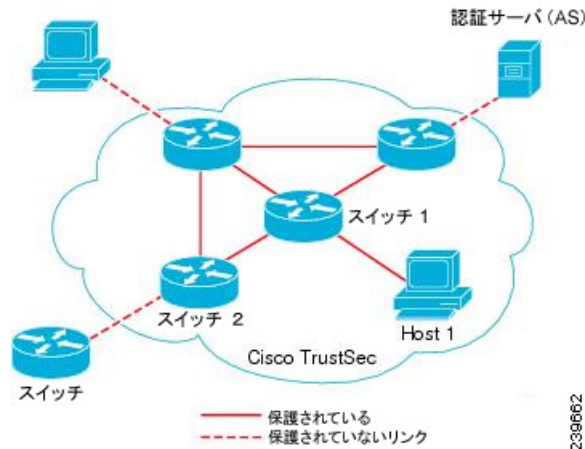 認証サーバ (AS)
スイッチ 1
スイッチ 2
Host 1
Cisco TrustSec
スイッチ
保護されている
保護されていないリンク
239662